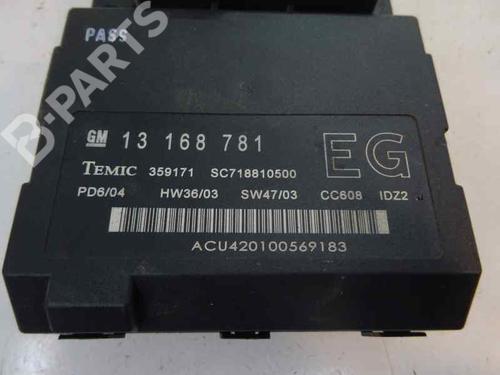 PASS
GM 13 168 781 EG
TEMIC 359171 SC718810500
PD6/04 HW36/03 SW47/03 CC608 IDZ2
ACU420100569183
B-PARTS
B-PARTS